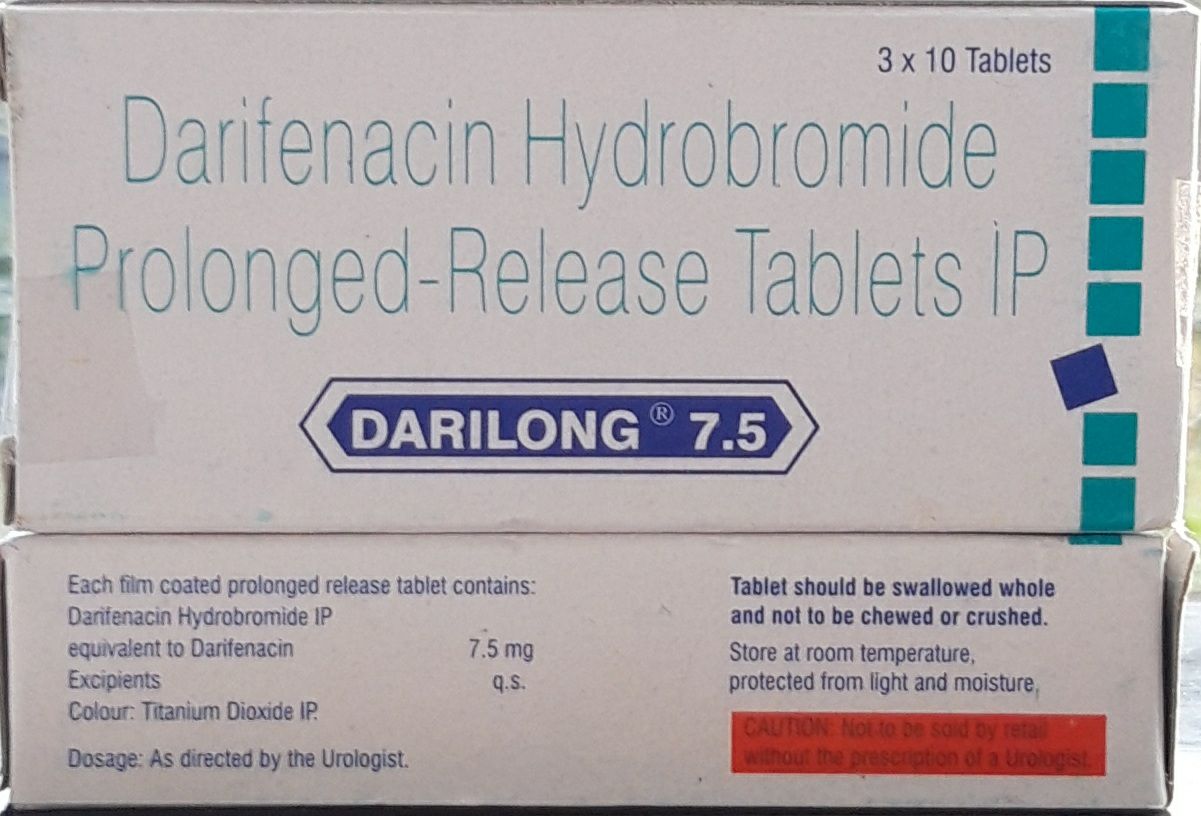 3 x 10 Tablets
Darifenacin Hydrobromide
Prolonged-Release Tablets IP
DARILONG® 7.5
Each film coated prolonged release tablet contains:
Darifenacin Hydrobromide IP
equivalent to Darifenacin 7.5 mg
Excipients q.s.
Colour: Titanium Dioxide IP.
Dosage: As directed by the Urologist.
Tablet should be swallowed whole
and not to be chewed or crushed.
Store at room temperature,
protected from light and moisture.
CAUTION: Not to be sold by retail
without the prescription of a Urologist.